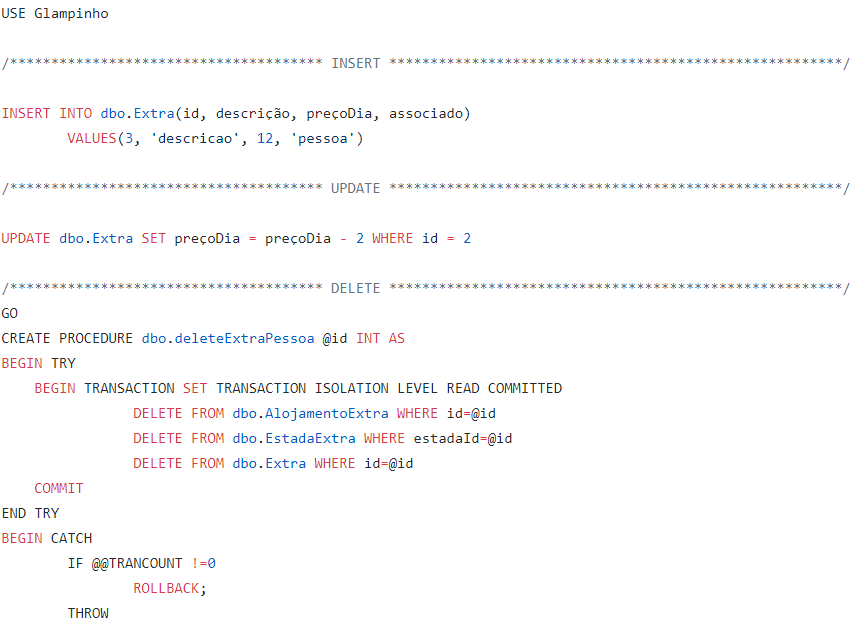 USE Glampinho
/************************************** INSERT *******************************************************/
INSERT INTO dbo.Extra(id, descrição, preçoDia, associado)
VALUES(3, 'descricao', 12, 'pessoa')
/************************************** UPDATE *******************************************************/
UPDATE dbo.Extra SET preçoDia = preçoDia - 2 WHERE id = 2
/************************************** DELETE *******************************************************/
GO
CREATE PROCEDURE dbo.deleteExtraPessoa @id INT AS
BEGIN TRY
BEGIN TRANSACTION SET TRANSACTION ISOLATION LEVEL READ COMMITTED
DELETE FROM dbo.AlojamentoExtra WHERE id=@id
DELETE FROM dbo.EstadaExtra WHERE estadaId=@id
DELETE FROM dbo.Extra WHERE id=@id
COMMIT
END TRY
BEGIN CATCH
IF @@TRANCOUNT !=0
ROLLBACK;
THROW